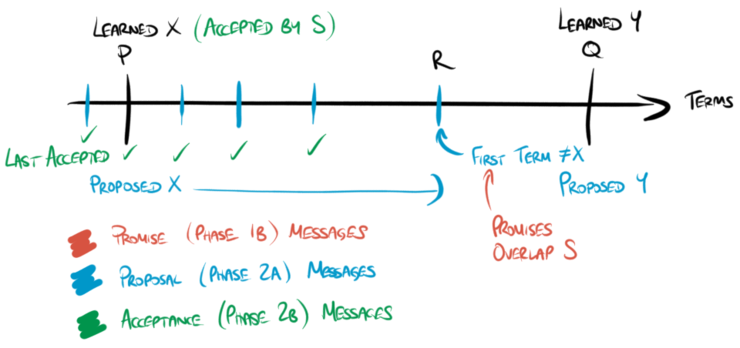 LEARNED X (ACCEPTED BY S)
P
LEARNED Y
Q
R
TERMS
LAST ACCEPTED
FIRST TERM ≠X
PROPOSED X
PROPOSED Y
PROMISES
OVERLAP S
PROMISE (PHASE 1B) MESSAGES
PROPOSAL (PHASE 2A) MESSAGES
ACCEPTANCE (PHASE 2B) MESSAGES